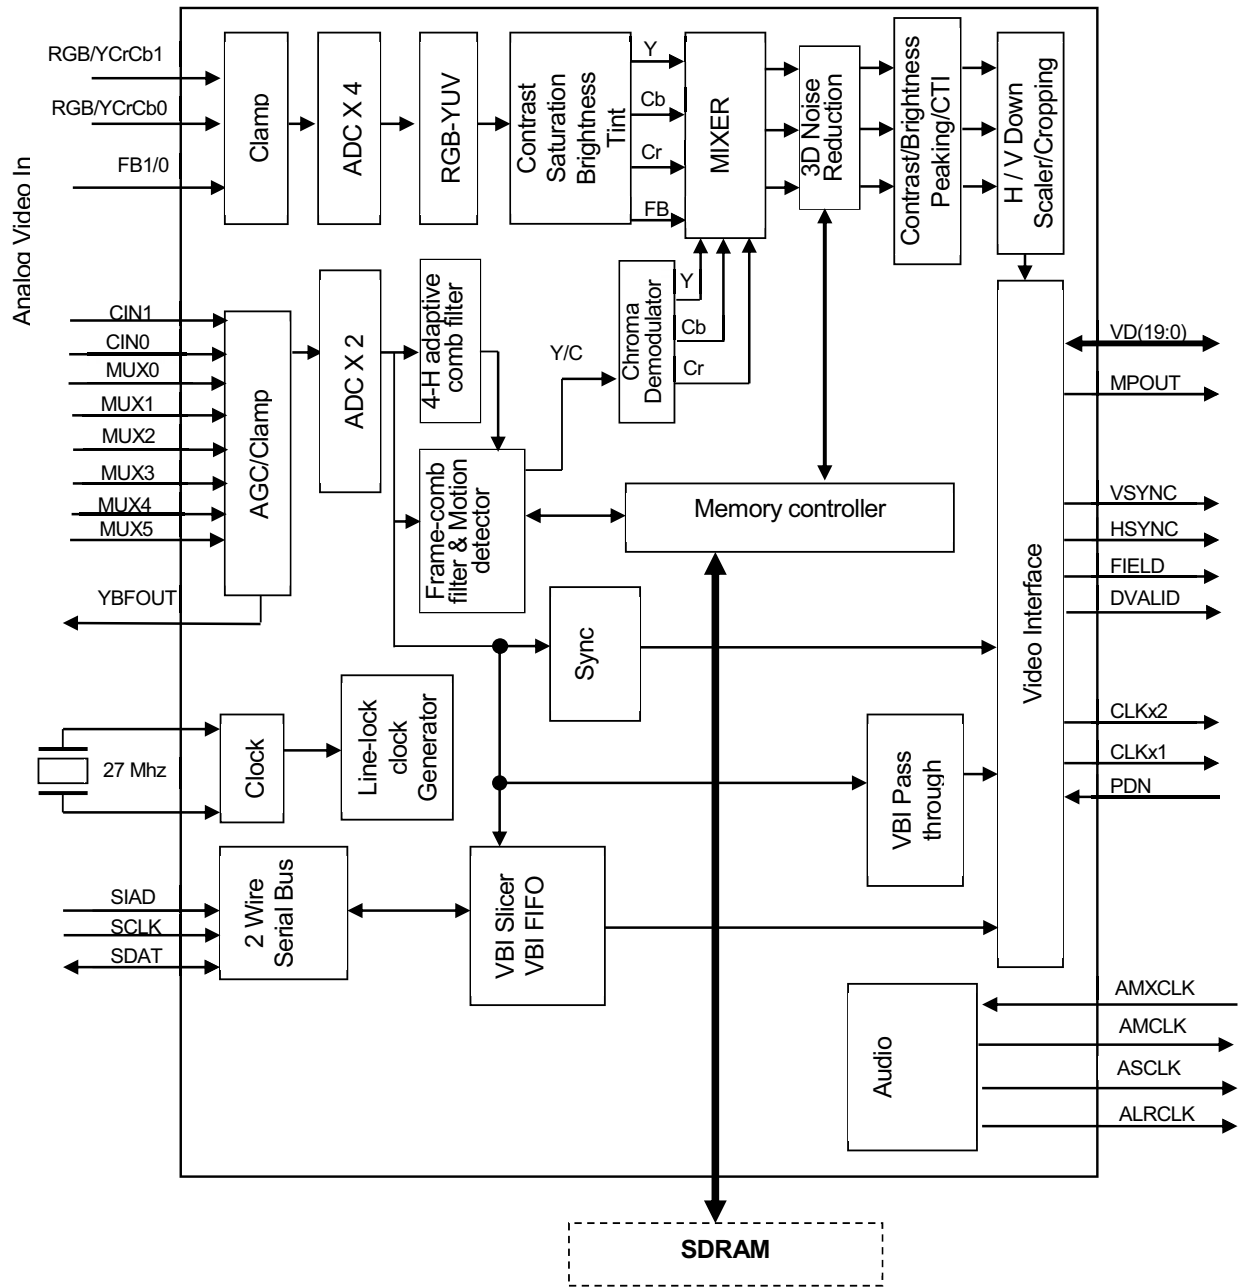 Analog Video In
RGB/YCrCb1
RGB/YCrCb0
FB1/0
Clamp
ADC X 4
RGB-YUV
Contrast
Saturation
Brightness
Tint
Y
Cb
Cr
FB
MIXER
3D Noise
Reduction
Contrast/Brightness
Peaking/CTI
H / V Down
Scaler/Cropping
CIN1
CIN0
MUX0
MUX1
MUX2
MUX3
MUX4
MUX5
YBFOUT
AGC/Clamp
ADC X 2
4-H adaptive
comb filter
Y/C
Chroma
Demodulator
Y
Cb
Cr
Frame-comb
filter & Motion
detector
Memory controller
Video Interface
VD(19:0)
MPOUT
VSYNC
HSYNC
FIELD
DVALID
CLKx2
CLKx1
PDN
Sync
27 Mhz
Clock
Line-lock
clock
Generator
VBI Pass
through
SIAD
SCLK
SDAT
2 Wire
Serial Bus
VBI Slicer
VBI FIFO
Audio
AMXCLK
AMCLK
ASCLK
ALRCLK
SDRAM